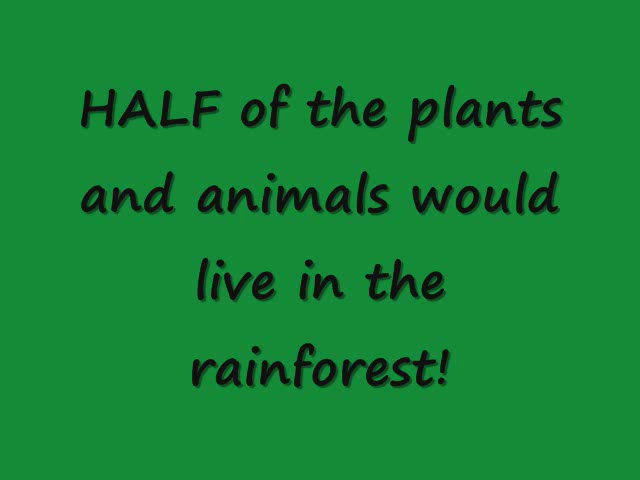 HALF of the plants
and animals would
live in the
rainforest!